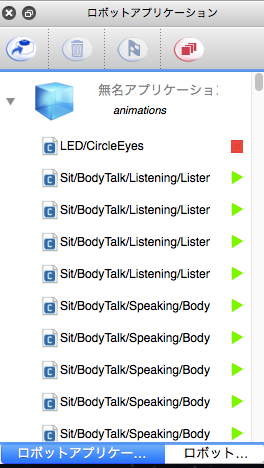 ロボットアプリケーション
無名アプリケーション
animations
LED/CircleEyes
Sit/BodyTalk/Listening/Lister
Sit/BodyTalk/Listening/Lister
Sit/BodyTalk/Listening/Lister
Sit/BodyTalk/Listening/Lister
Sit/BodyTalk/Speaking/Body
Sit/BodyTalk/Speaking/Body
Sit/BodyTalk/Speaking/Body
Sit/BodyTalk/Speaking/Body
Sit/BodyTalk/Speaking/Body
ロボットアプリケー... ロボット...